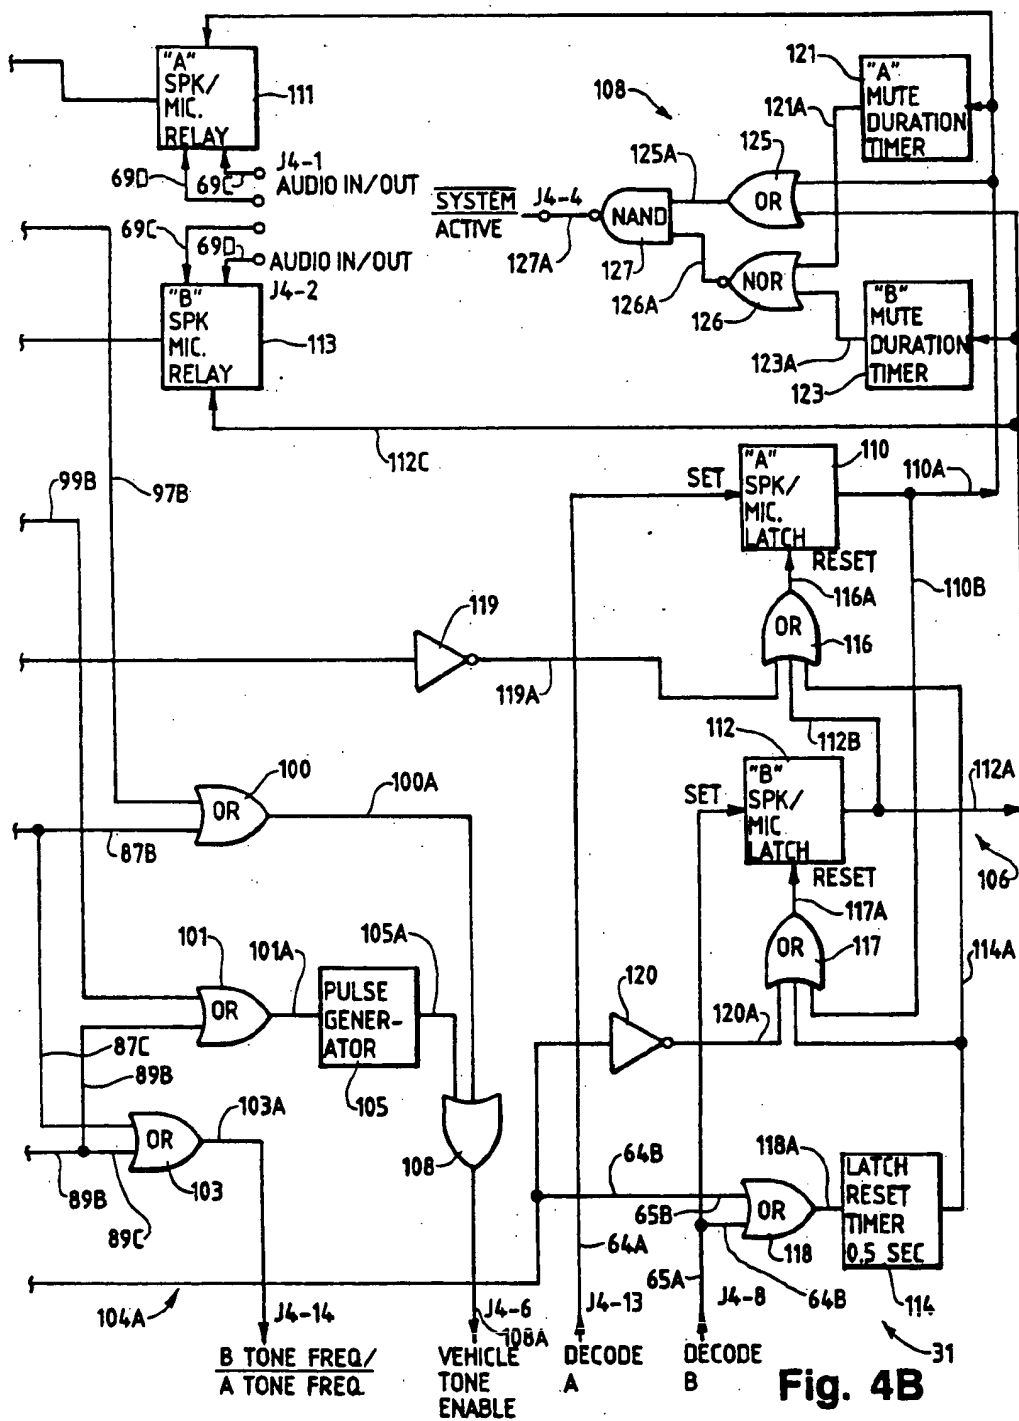 "A"
SPK/
MIC.
RELAY
111
J4-1
69D
69C
AUDIO IN/OUT
69C
69D
AUDIO IN/OUT
J4-2
"B"
SPK
MIC.
RELAY
113
112C
97B
99B
108
121
"A"
MUTE
DURATION
TIMER
121A
125
125A
OR
SYSTEM
ACTIVE
J4-4
127A
NAND
127
126A
NOR
126
"B"
MUTE
DURATION
TIMER
123A
123
110
"A"
SPK/
MIC.
LATCH
SET
110A
RESET
116A
110B
OR
116
119
119A
112
112B
"B"
SPK/
MIC
LATCH
SET
112A
106
RESET
117A
OR
117
114A
100
OR
100A
87B
101
OR
101A
PULSE
GENER-
ATOR
105
105A
120
120A
87C
89B
103A
OR
103
89B
89C
108
64B
65B
OR
118
118A
LATCH
RESET
TIMER
0.5 SEC
114
64A
65A
64B
104A
J4-14
J4-6
108A
J4-13
J4-8
31
B TONE FREQ/
A TONE FREQ.
VEHICLE
TONE
ENABLE
DECODE
A
DECODE
B
Fig. 4B